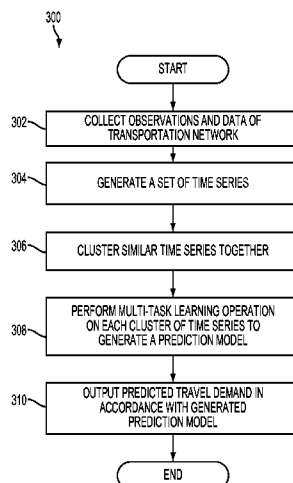 300
START
302
COLLECT OBSERVATIONS AND DATA OF
TRANSPORTATION NETWORK
304
GENERATE A SET OF TIME SERIES
306
CLUSTER SIMILAR TIME SERIES TOGETHER
308
PERFORM MULTI-TASK LEARNING OPERATION
ON EACH CLUSTER OF TIME SERIES TO
GENERATE A PREDICTION MODEL
310
OUTPUT PREDICTED TRAVEL DEMAND IN
ACCORDANCE WITH GENERATED
PREDICTION MODEL
END